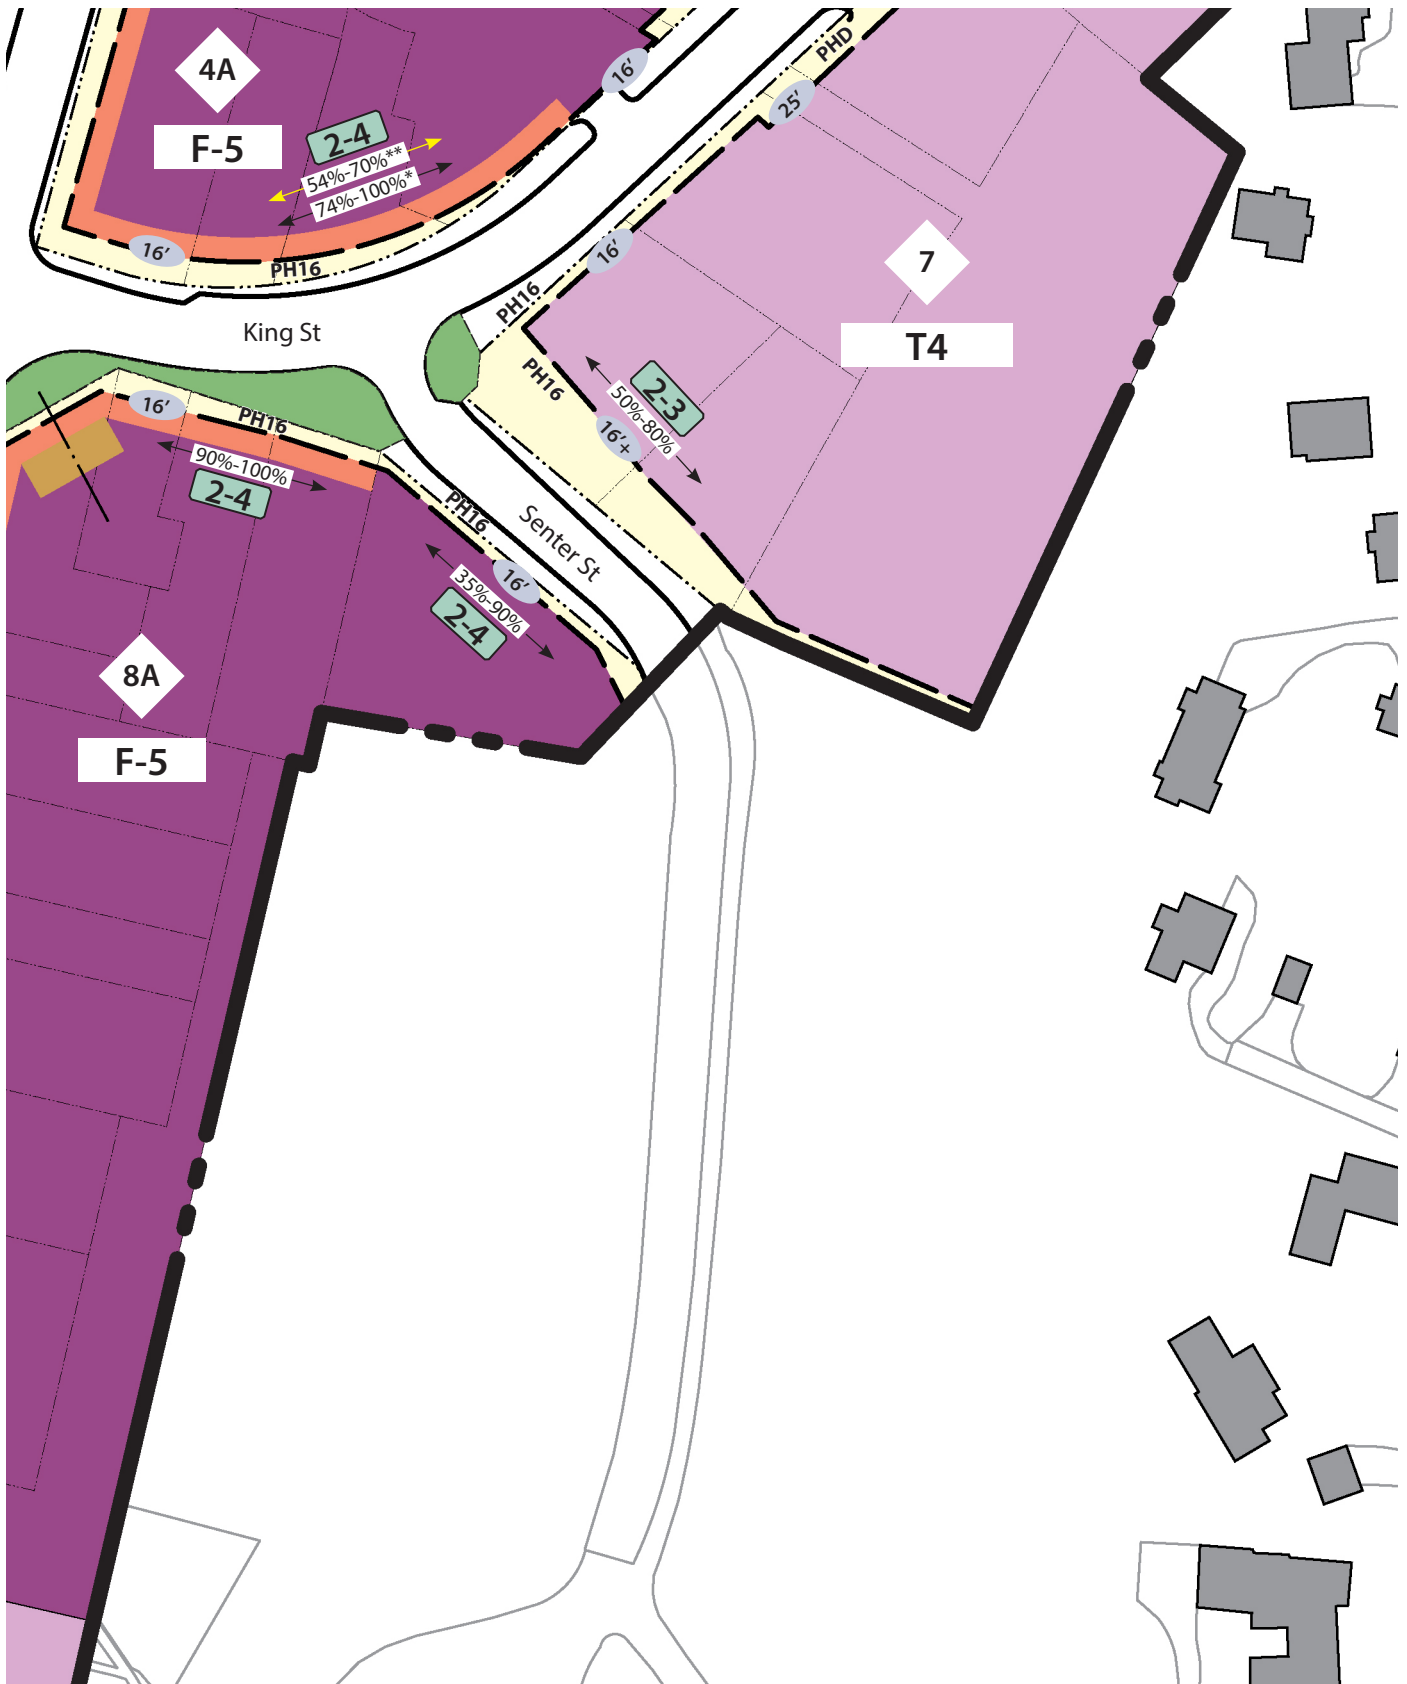 4A
F-5
2-4
54%-70%**
74%-100%*
16'
PHD
25'
16'
PH16
16'
PH16
7
T4
King St
PH16
2-3
50%-80%
16'+
16'
PH16
90%-100%
2-4
PH16
Senter St
16'
35%-90%
2-4
8A
F-5